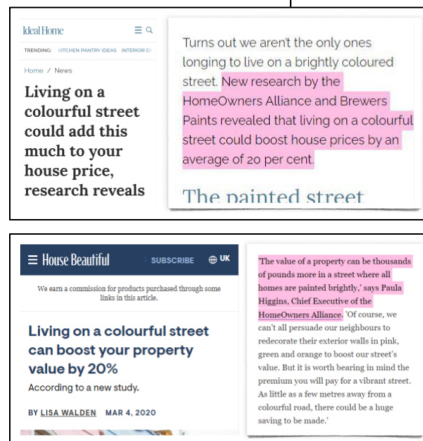 Ideal Home
TRENDING: KITCHEN PANTRY IDEAS INTERIOR D
Home / News
Living on a
colourful street
could add this
much to your
house price,
research reveals
Turns out we aren't the only ones
longing to live on a brightly coloured
street. New research by the
HomeOwners Alliance and Brewers
Paints revealed that living on a colourful
street could boost house prices by an
average of 20 per cent.
The painted street
House Beautiful
SUBSCRIBE
UK
We earn a commission for products purchased through some
links in this article.
Living on a colourful street
can boost your property
value by 20%
According to a new study.
BY LISA WALDEN MAR 4, 2020
'The value of a property can be thousands
of pounds more in a street where all
homes are painted brightly,' says Paula
Higgins, Chief Executive of the
HomeOwners Alliance. 'Of course, we
can't all persuade our neighbours to
redecorate their exterior walls in pink,
green and orange to boost our street's
value. But it is worth bearing in mind the
premium you will pay for a vibrant street.
As little as a few metres away from a
colourful road, there could be a huge
saving to be made.'